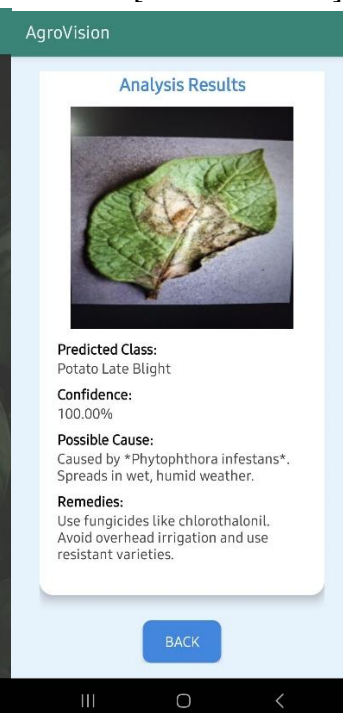 AgroVision
Analysis Results
Predicted Class:
Potato Late Blight
Confidence:
100.00%
Possible Cause:
Caused by *Phytophthora infestans*.
Spreads in wet, humid weather.
Remedies:
Use fungicides like chlorothalonil.
Avoid overhead irrigation and use
resistant varieties.
BACK